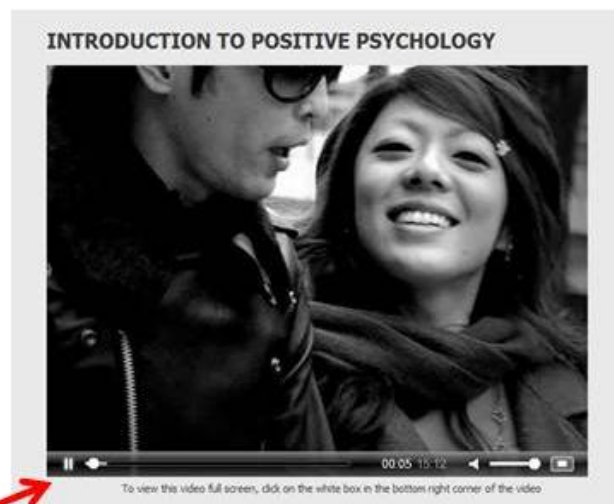 INTRODUCTION TO POSITIVE PSYCHOLOGY
00:05 15:12
To view this video full screen, click on the white box in the bottom right corner of the video